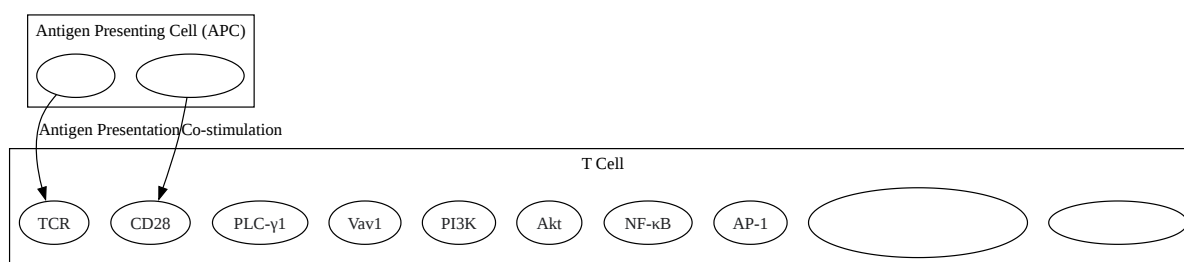 Antigen Presenting Cell (APC)
Antigen Presentation
Co-stimulation
T Cell
TCR
CD28
PLC-γ1
Vav1
PI3K
Akt
NF-κB
AP-1